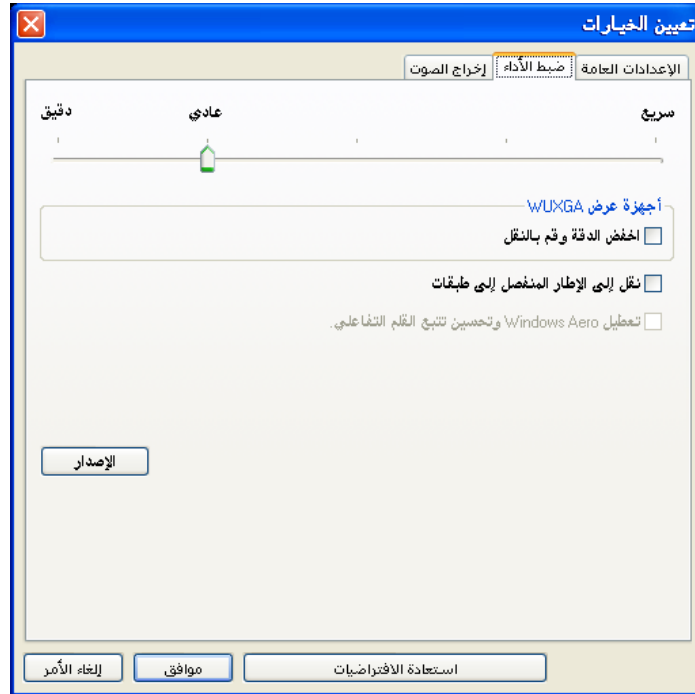 تعيين الخيارات
الإعدادات العامة ضبط الأداء إخراج الصوت
سريع عادي دقيق
أجهزة عرض WUXGA
اخفض الدقة وقم بالنقل
نقل إلى الإطار المنفصل إلى طبقات
تعطيل Windows Aero وتحسين تتبع القلم التفاعلي.
الإصدار
استعادة الافتراضيات موافق إلغاء الأمر